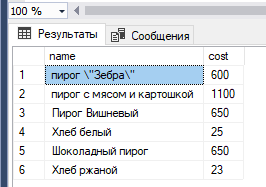 100 %
Результаты Сообщения
name cost
1 пирог \"Зебра\" 600
2 пирог с мясом и картошкой 1100
3 Пирог Вишневый 650
4 Хлеб белый 25
5 Шоколадный пирог 650
6 Хлеб ржаной 23